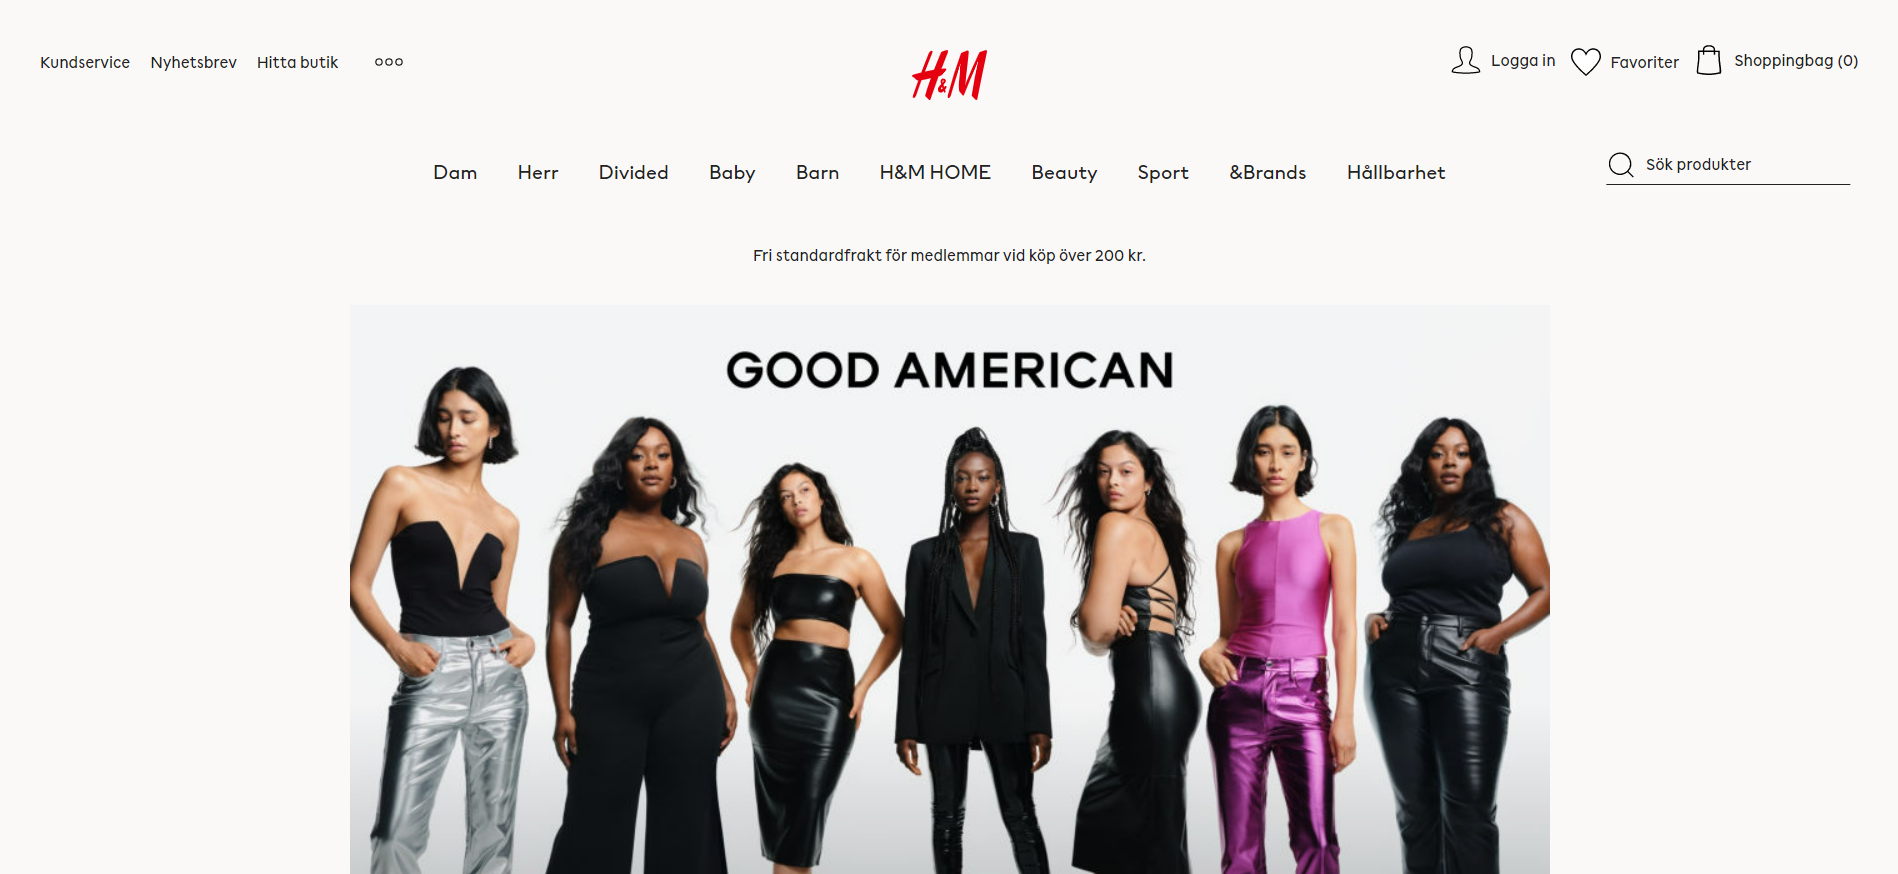 Kundservice Nyhetsbrev Hitta butik
H&M
Logga in Favoriter Shoppingbag (0)
Dam Herr Divided Baby Barn H&M HOME Beauty Sport &Brands Hållbarhet
Sök produkter
Fri standardfrakt för medlemmar vid köp över 200 kr.
GOOD AMERICAN